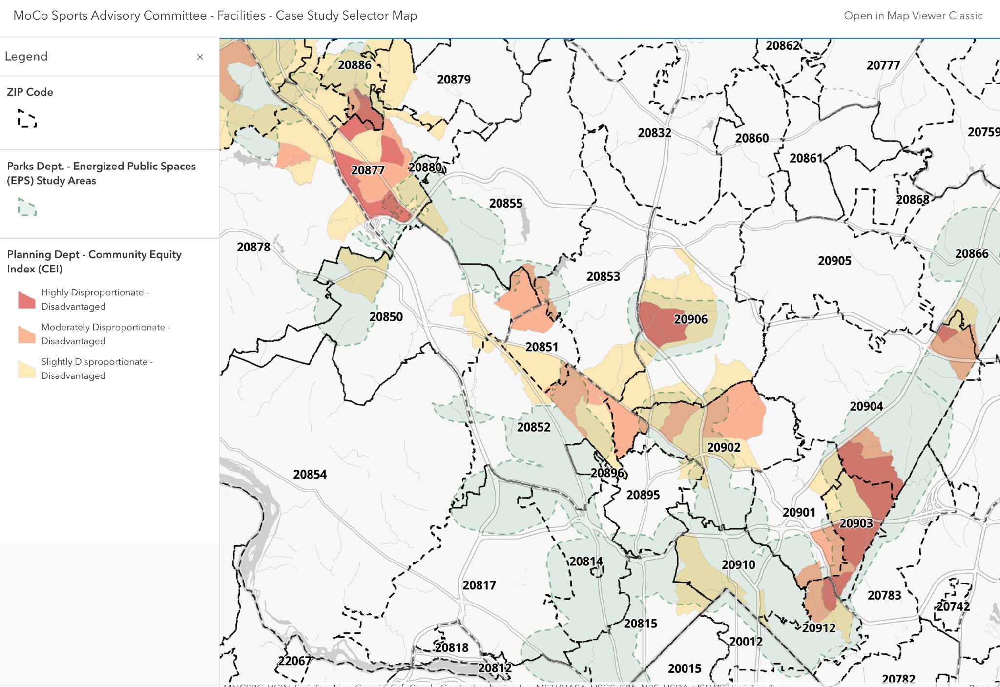 MoCo Sports Advisory Committee - Facilities - Case Study Selector Map
Open in Map Viewer Classic
Legend
×
ZIP Code
Parks Dept. - Energized Public Spaces
(EPS) Study Areas
Planning Dept - Community Equity
Index (CEI)
Highly Disproportionate -
Disadvantaged
Moderately Disproportionate -
Disadvantaged
Slightly Disproportionate -
Disadvantaged
20862
20886
20777
20879
20832
20759
20860
20861
20877
20880
20868
20855
20878
20866
20905
20853
20850
20906
20851
20904
20852
20902
20896
20854
20895
20901
20903
20814
20910
20817
20783
20742
20815
20912
20012
20818
22067
20812
20015
20782